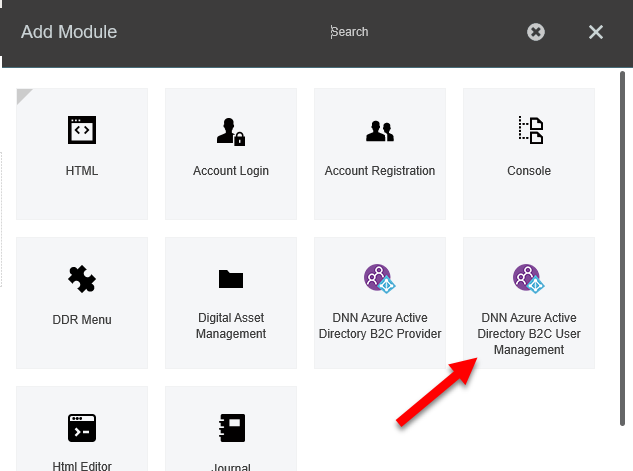 Add Module
Search
HTML
Account Login
Account Registration
Console
DDR Menu
Digital Asset
Management
DNN Azure Active
Directory B2C Provider
DNN Azure Active
Directory B2C User
Management
Html Editor
Journal